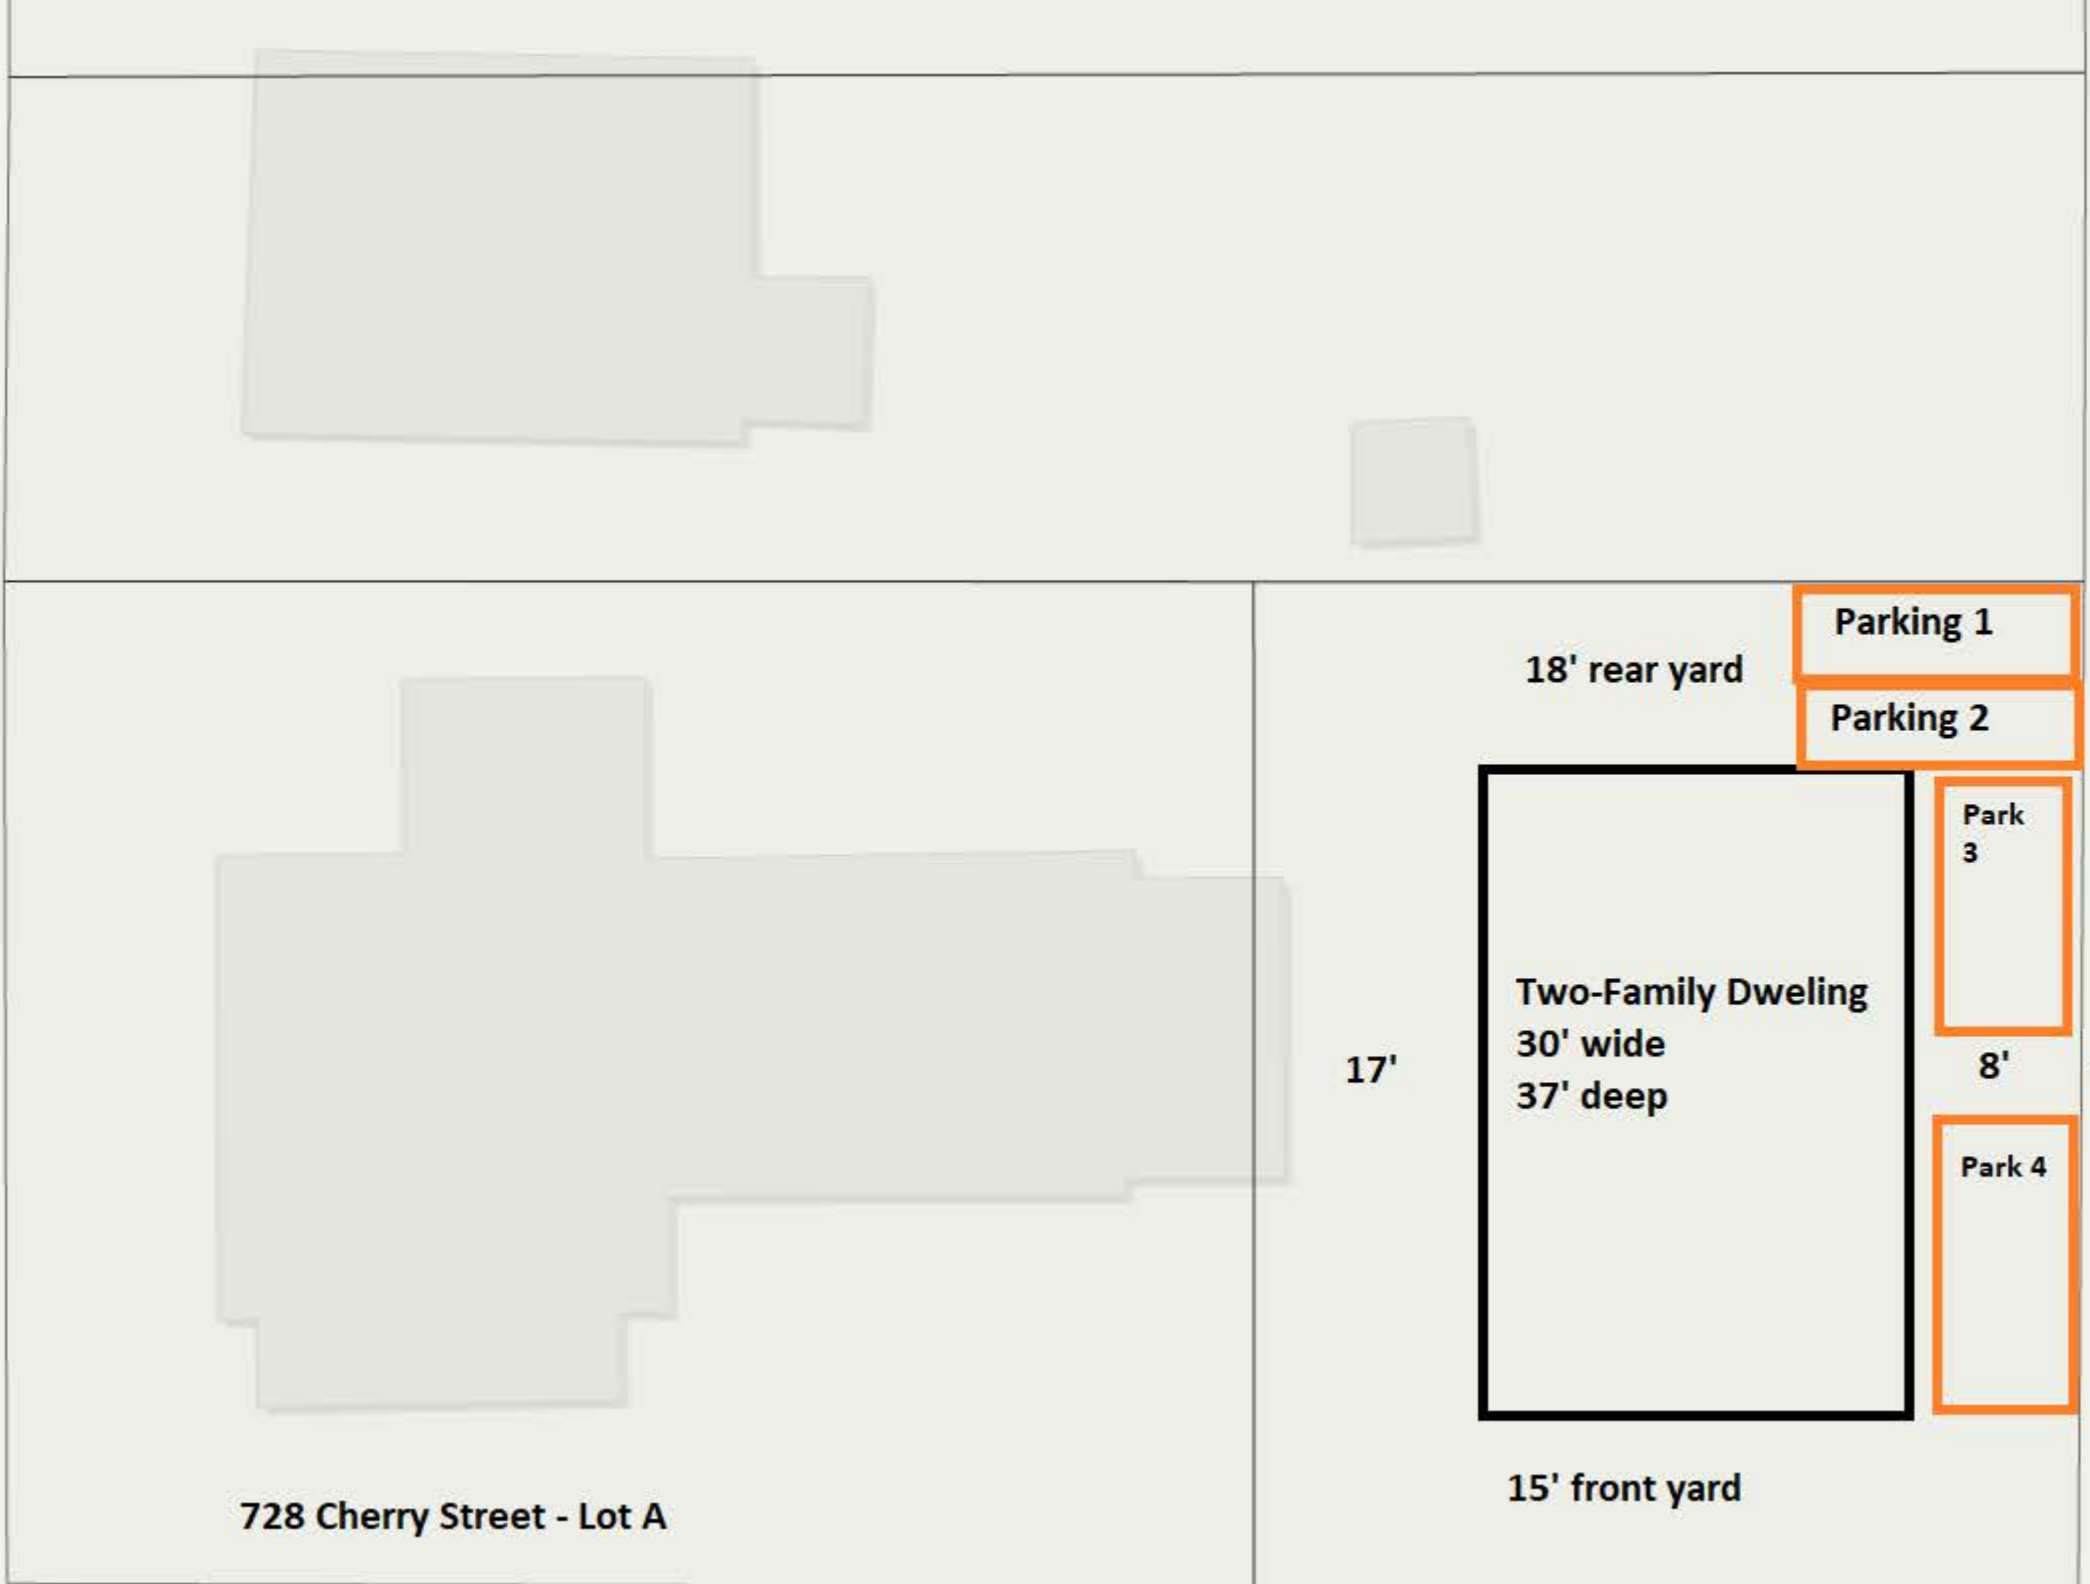 Parking 1
18' rear yard
Parking 2
Park
3
Two-Family Dweling
30' wide
37' deep
17'
8'
Park 4
15' front yard
728 Cherry Street - Lot A